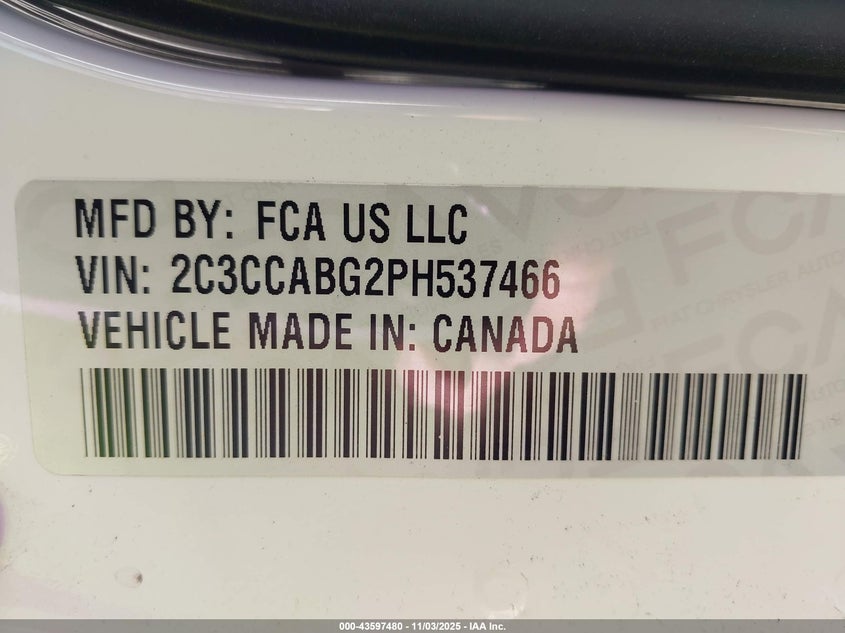 MFD BY: FCA US LLC
VIN: 2C3CCABG2PH537466
VEHICLE MADE IN: CANADA
000-43597480 - 11/03/2025 - IAA Inc.